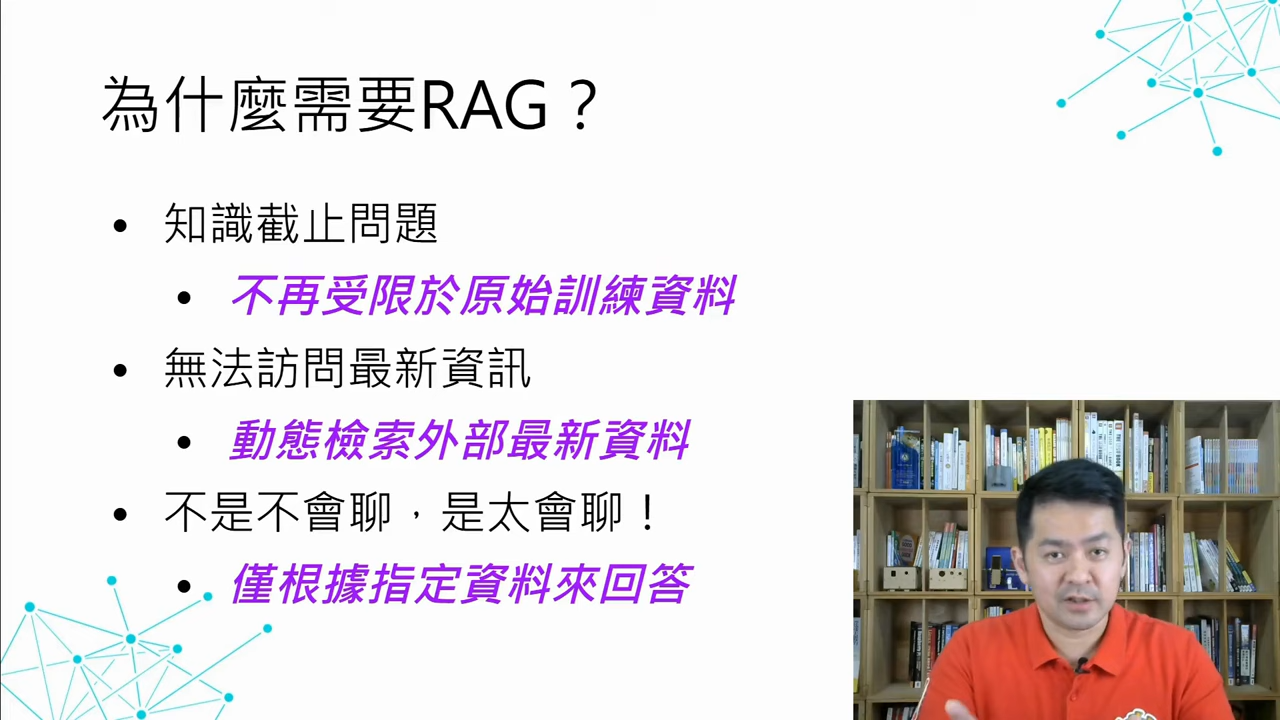 為什麼需要RAG？
• 知識截止問題
• 不再受限於原始訓練資料
• 無法訪問最新資訊
• 動態檢索外部最新資料
• 不是不會聊，是太會聊！
• 僅根據指定資料來回答